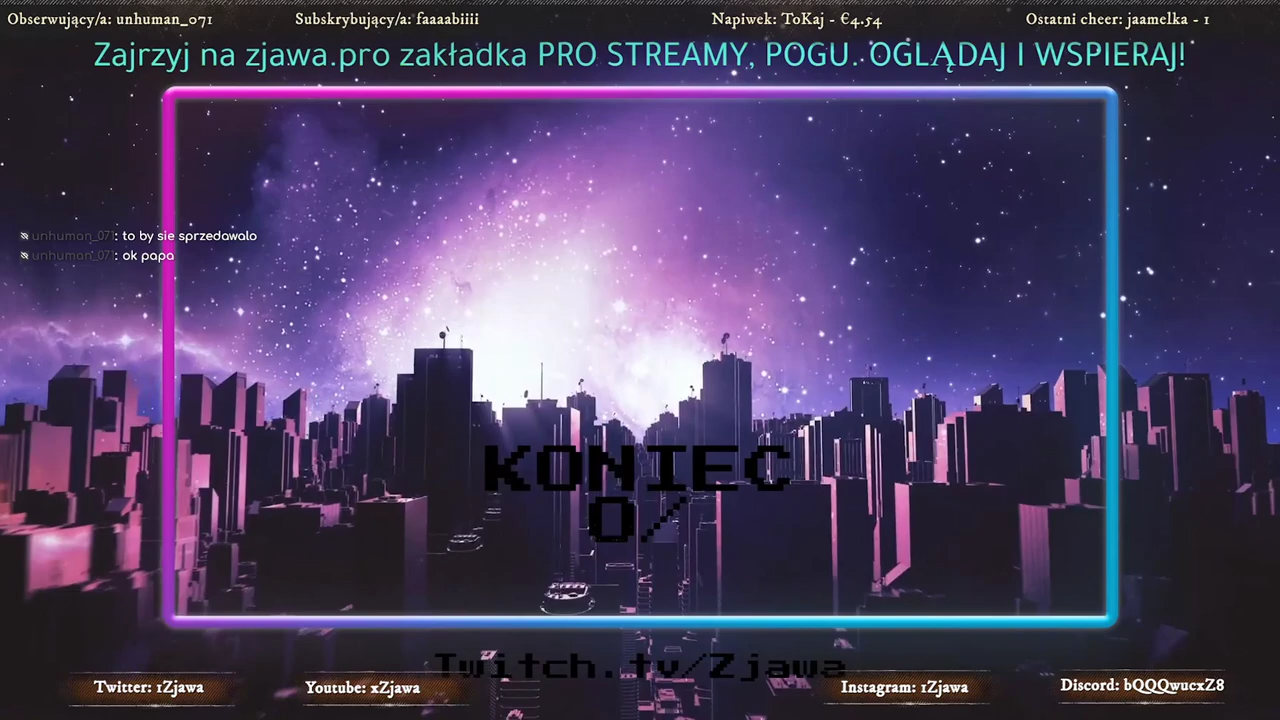 Obserwujący/a: unhuman_071
Subskrybujący/a: faaabiiii
Napiwek: ToKaj - €4.54
Ostatni cheer: jaamelka - 1
Zajrzyj na zjawa.pro zakładka PRO STREAMY, POGU. OGLĄDAJ I WSPIERAJ!
unhuman_071: to by sie sprzedawalo
unhuman_071: ok papa
KONIEC
O/
Twitch.tv/Zjawa
Twitter: 1Zjawa
Youtube: xZjawa
Instagram: 1Zjawa
Discord: bQQQwucxZ8